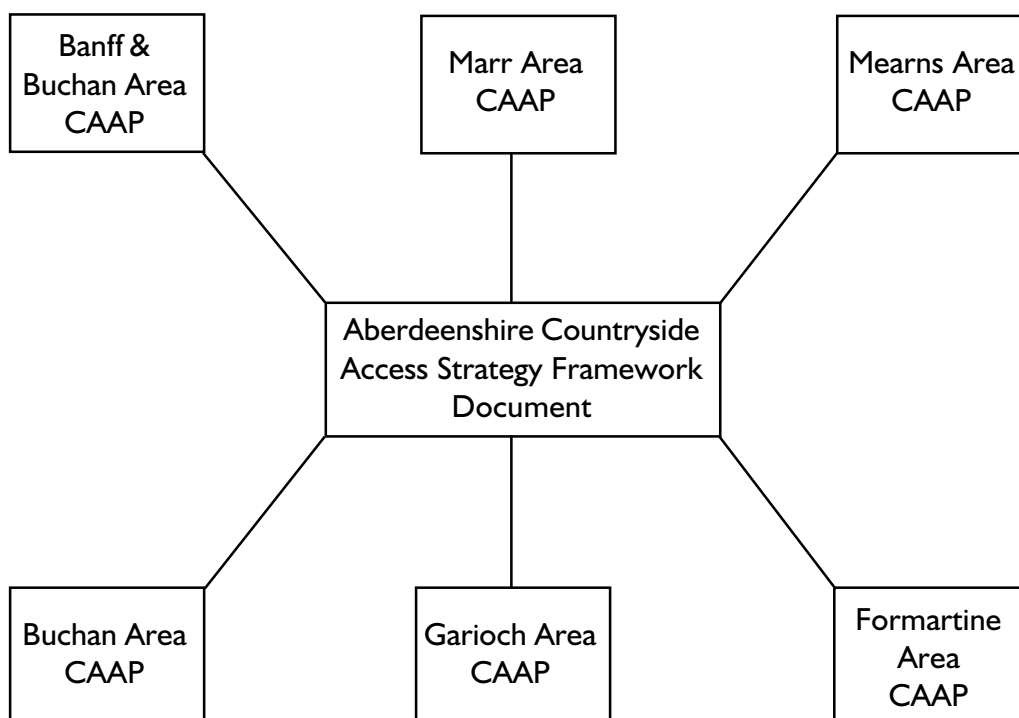 Banff &
Buchan Area
CAAP
Marr Area
CAAP
Mearns Area
CAAP
Aberdeenshire Countryside
Access Strategy Framework
Document
Buchan Area
CAAP
Garioch Area
CAAP
Formartine
Area
CAAP